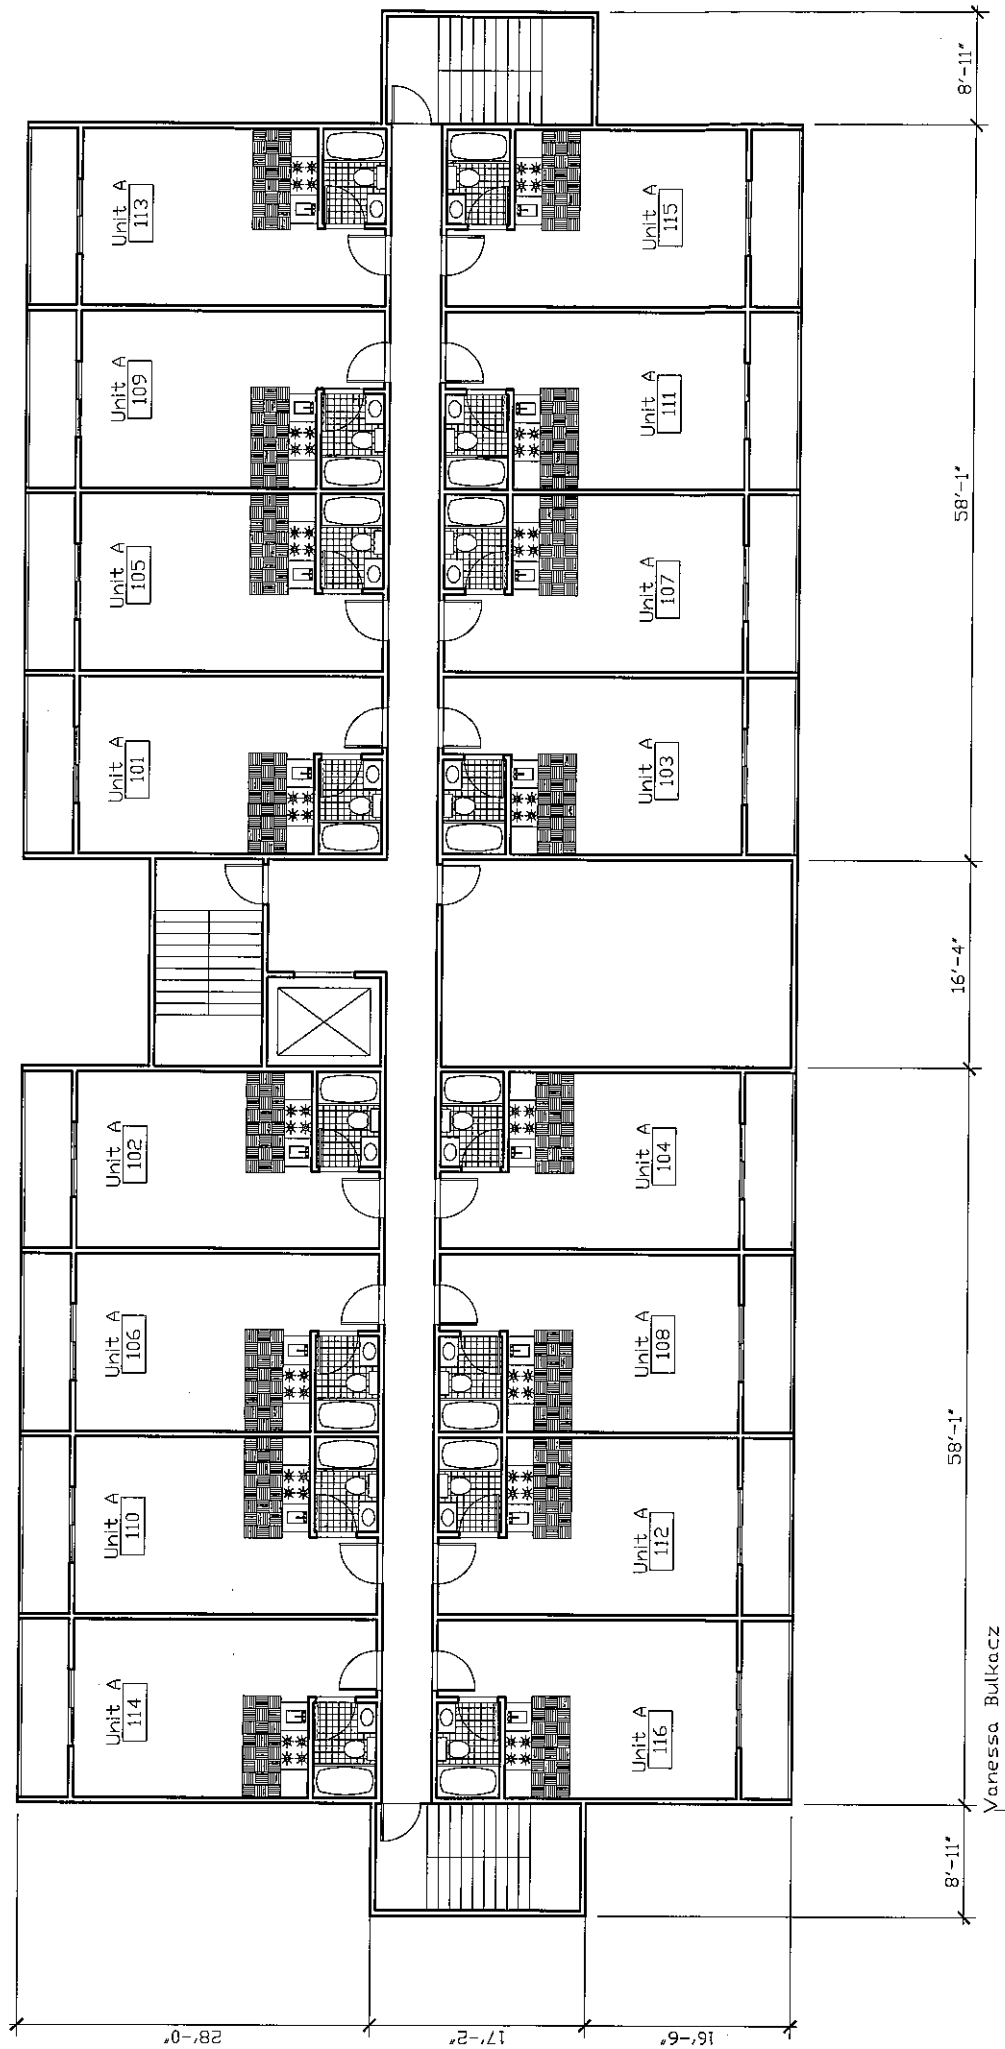 Unit A
114
Unit A
110
Unit A
106
Unit A
102
Unit A
101
Unit A
105
Unit A
109
Unit A
113
Unit A
116
Unit A
112
Unit A
108
Unit A
104
Unit A
103
Unit A
107
Unit A
111
Unit A
115
28'-0"
17'-2"
16'-6"
8'-11"
58'-1"
16'-4"
58'-1"
8'-11"
Vanessa Bulkacz